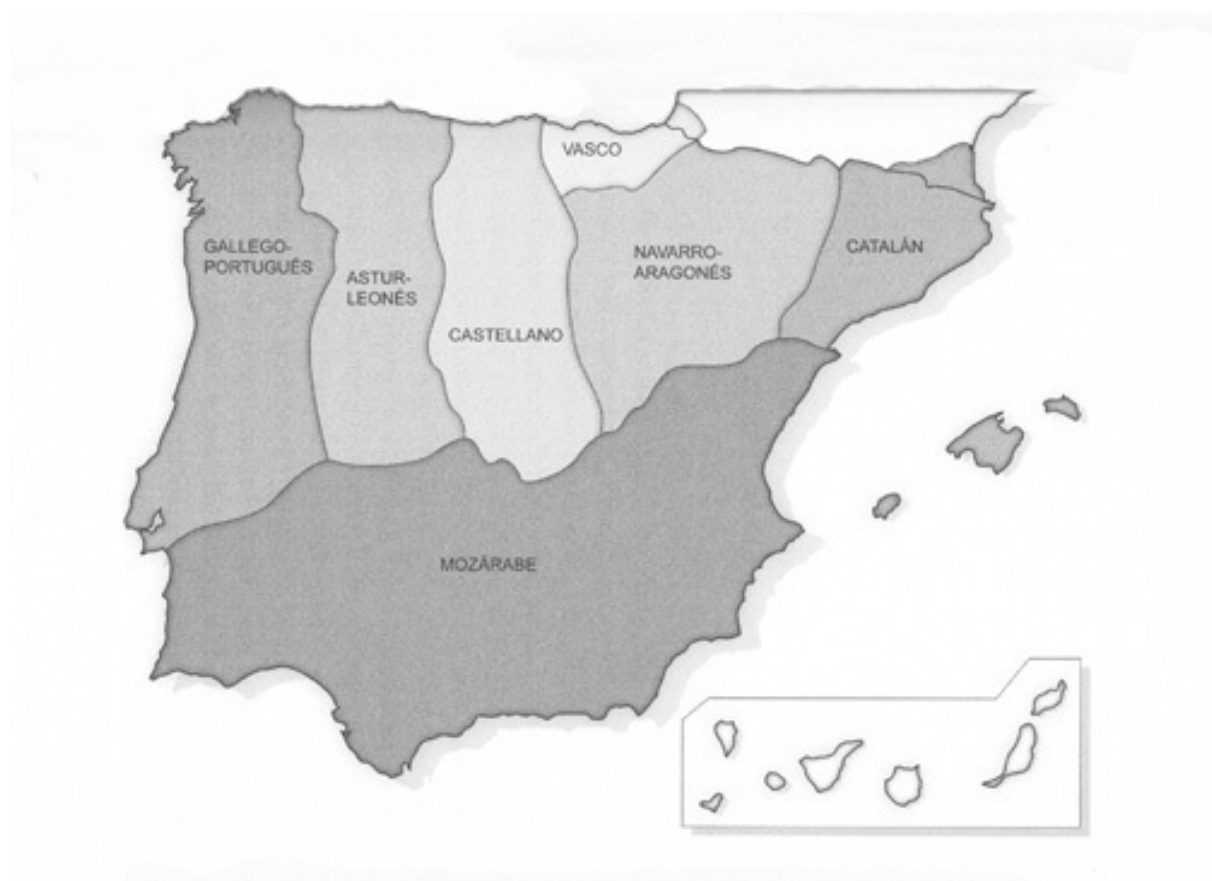 VASCO
GALLEGO-
PORTUGUÉS
ASTUR-
LEONÉS
CASTELLANO
NAVARRO-
ARAGONÉS
CATALÁN
MOZÁRABE